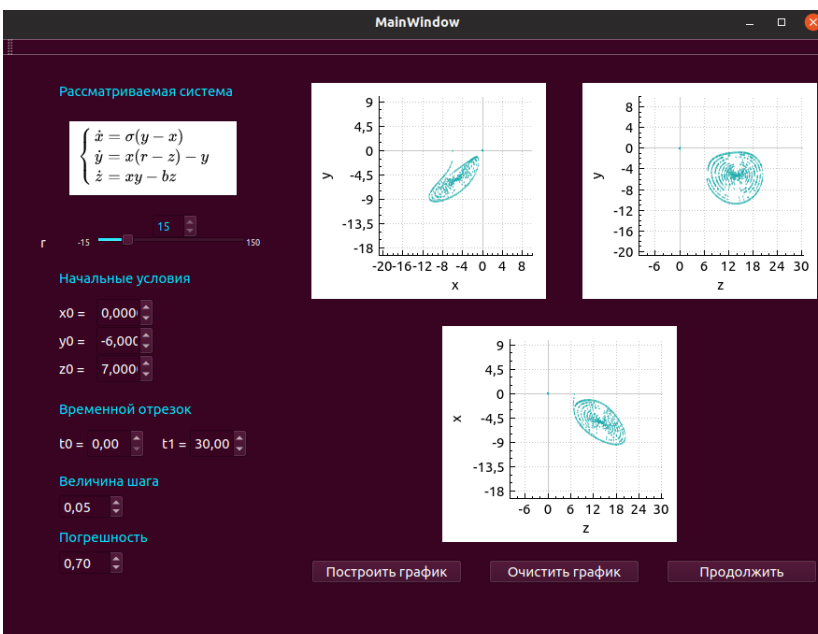 MainWindow
Рассматриваемая система
ẋ = σ(y − x)
ẏ = x(r − z) − y
ż = xy − bz
15
r -15 150
Начальные условия
x0 = 0,000
y0 = -6,000
z0 = 7,000
Временной отрезок
t0 = 0,00 t1 = 30,00
Величина шага
0,05
Погрешность
0,70
9
4,5
0
-4,5
-9
-13,5
-18
y
-20 -16 -12 -8 -4 0 4 8
x
8
4
0
-4
-8
-12
-16
-20
y
-6 0 6 12 18 24 30
z
9
4,5
0
-4,5
-9
-13,5
-18
x
-6 0 6 12 18 24 30
z
Построить график Очистить график Продолжить